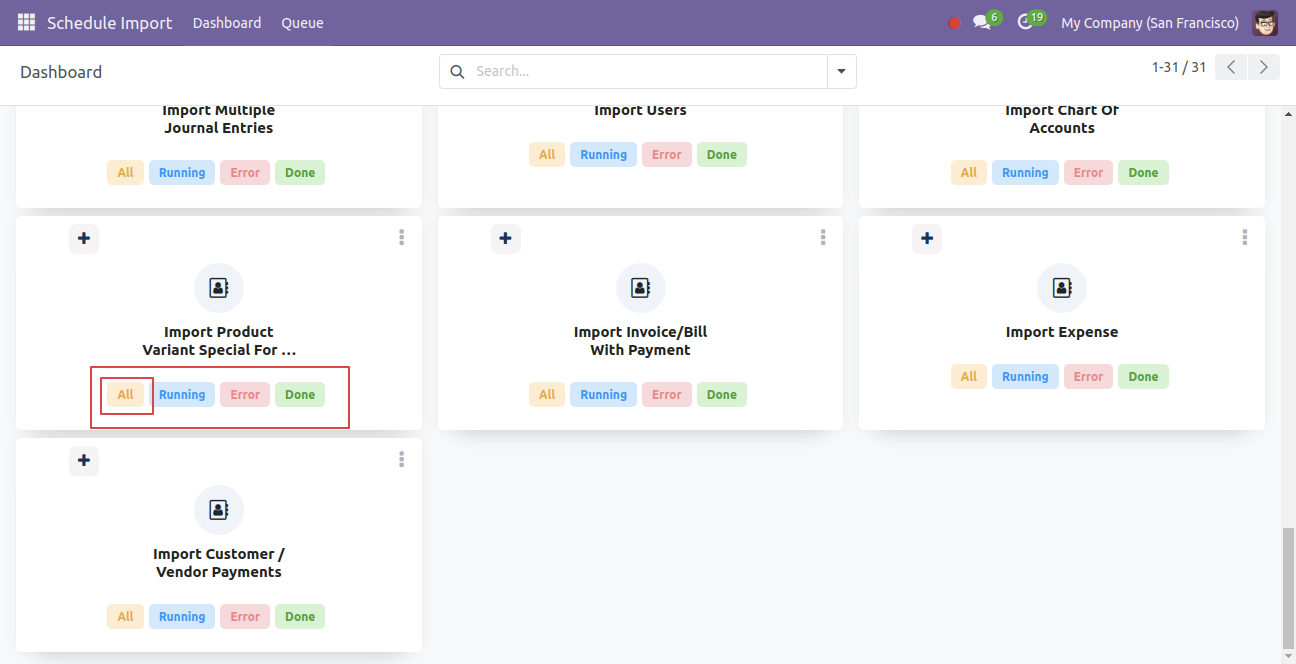 Schedule Import Dashboard Queue 6 19 My Company (San Francisco)
Dashboard Search... 1-31 / 31
Import Multiple
Journal Entries
All Running Error Done
Import Users
All Running Error Done
Import Chart Of
Accounts
All Running Error Done
Import Product
Variant Special For ...
All Running Error Done
Import Invoice/Bill
With Payment
All Running Error Done
Import Expense
All Running Error Done
Import Customer /
Vendor Payments
All Running Error Done